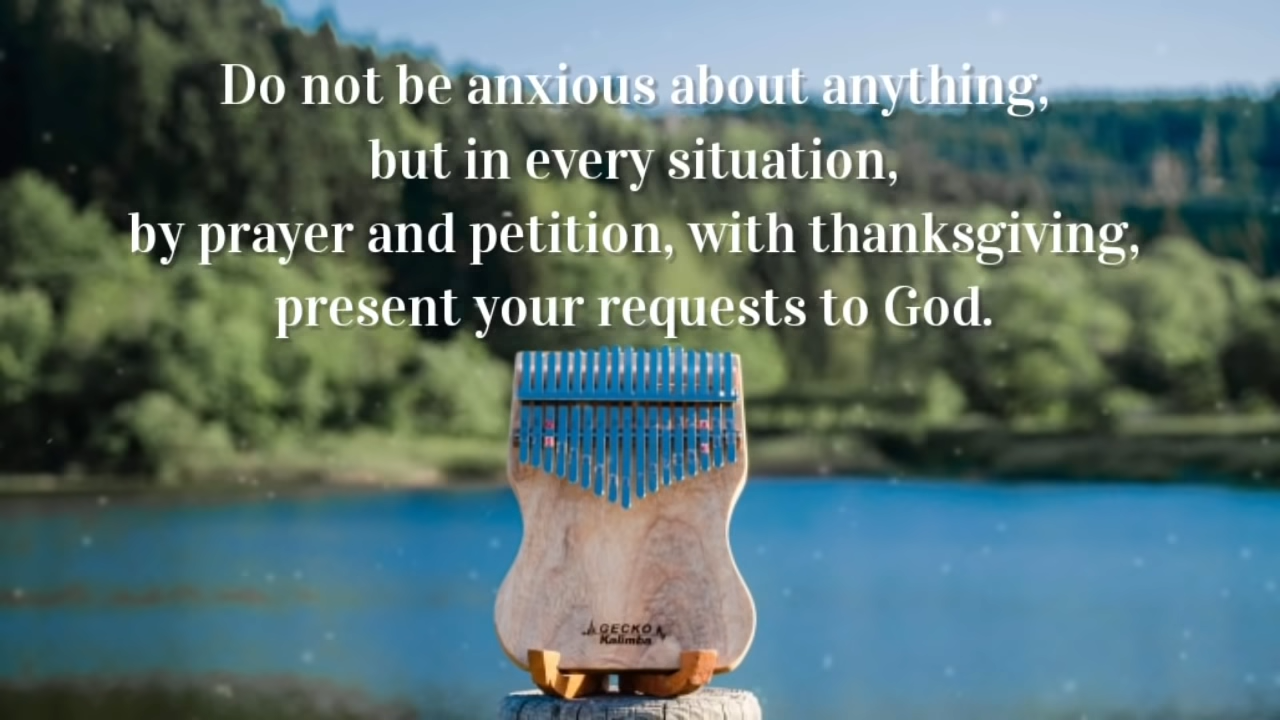 Do not be anxious about anything,
but in every situation,
by prayer and petition, with thanksgiving,
present your requests to God.
GECKO
Kalimba